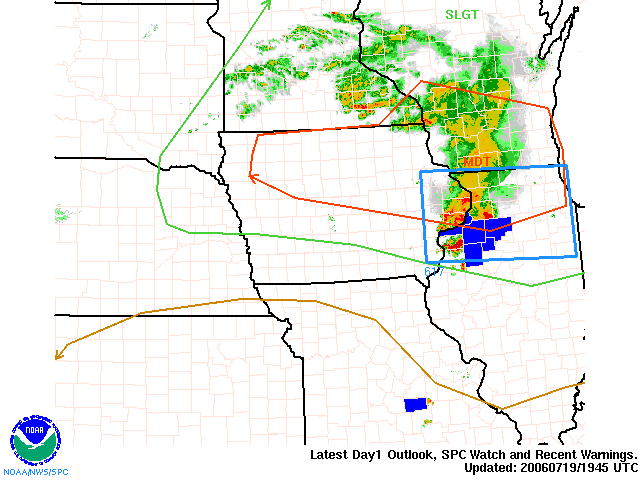 SLGT
MDT
NOAA
NOAA/NWS/SPC
Latest Day1 Outlook, SPC Watch and Recent Warnings.
Updated: 20060719/1945 UTC